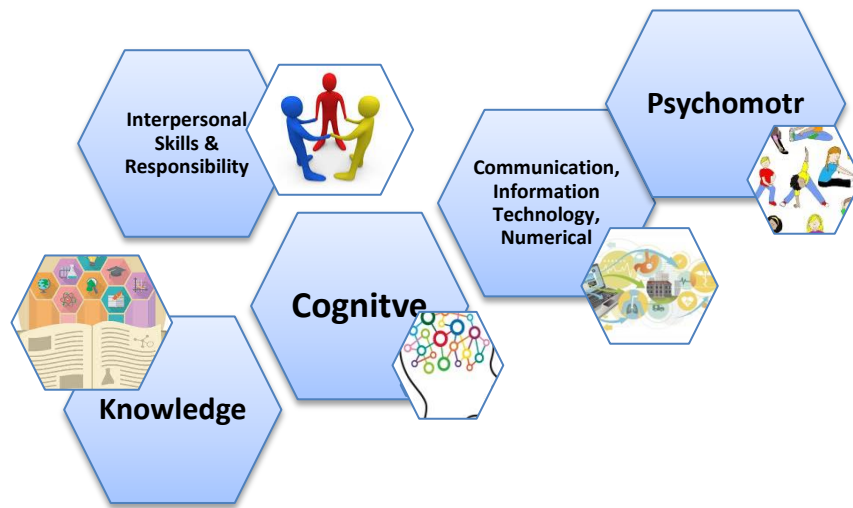 Interpersonal
Skills &
Responsibility
Psychomotr
Communication,
Information
Technology,
Numerical
Cognitve
Knowledge